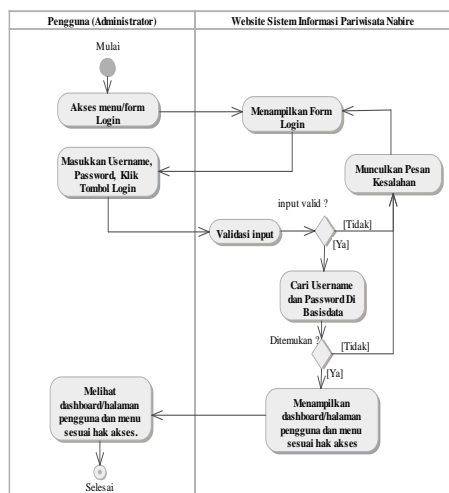 Pengguna (Administrator)
Website Sistem Informasi Pariwisata Nabire
Mulai
Akses menu/form
Login
Menampilkan Form
Login
Masukkan Username,
Password, Klik
Tombol Login
Munculkan Pesan
Kesalahan
Validasi input
input valid ?
[Tidak]
[Ya]
Cari Username
dan Password Di
Basisdata
Ditemukan ?
[Tidak]
[Ya]
Melihat
dashboard/halaman
pengguna dan menu
sesuai hak akses.
Menampilkan
dashboard/halaman
pengguna dan menu
sesuai hak akses
Selesai